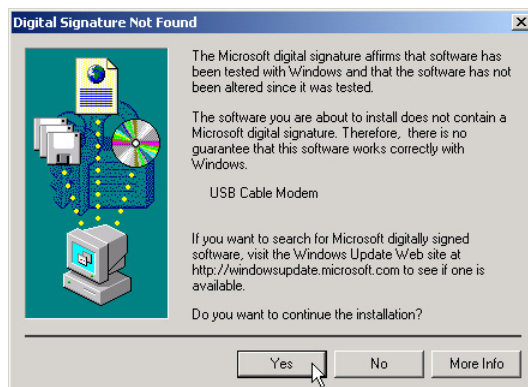 Digital Signature Not Found
The Microsoft digital signature affirms that software has
been tested with Windows and that the software has not
been altered since it was tested.
The software you are about to install does not contain a
Microsoft digital signature. Therefore, there is no
guarantee that this software works correctly with
Windows.
USB Cable Modem
If you want to search for Microsoft digitally signed
software, visit the Windows Update Web site at
http://windowsupdate.microsoft.com to see if one is
available.
Do you want to continue the installation?
Yes
No
More Info